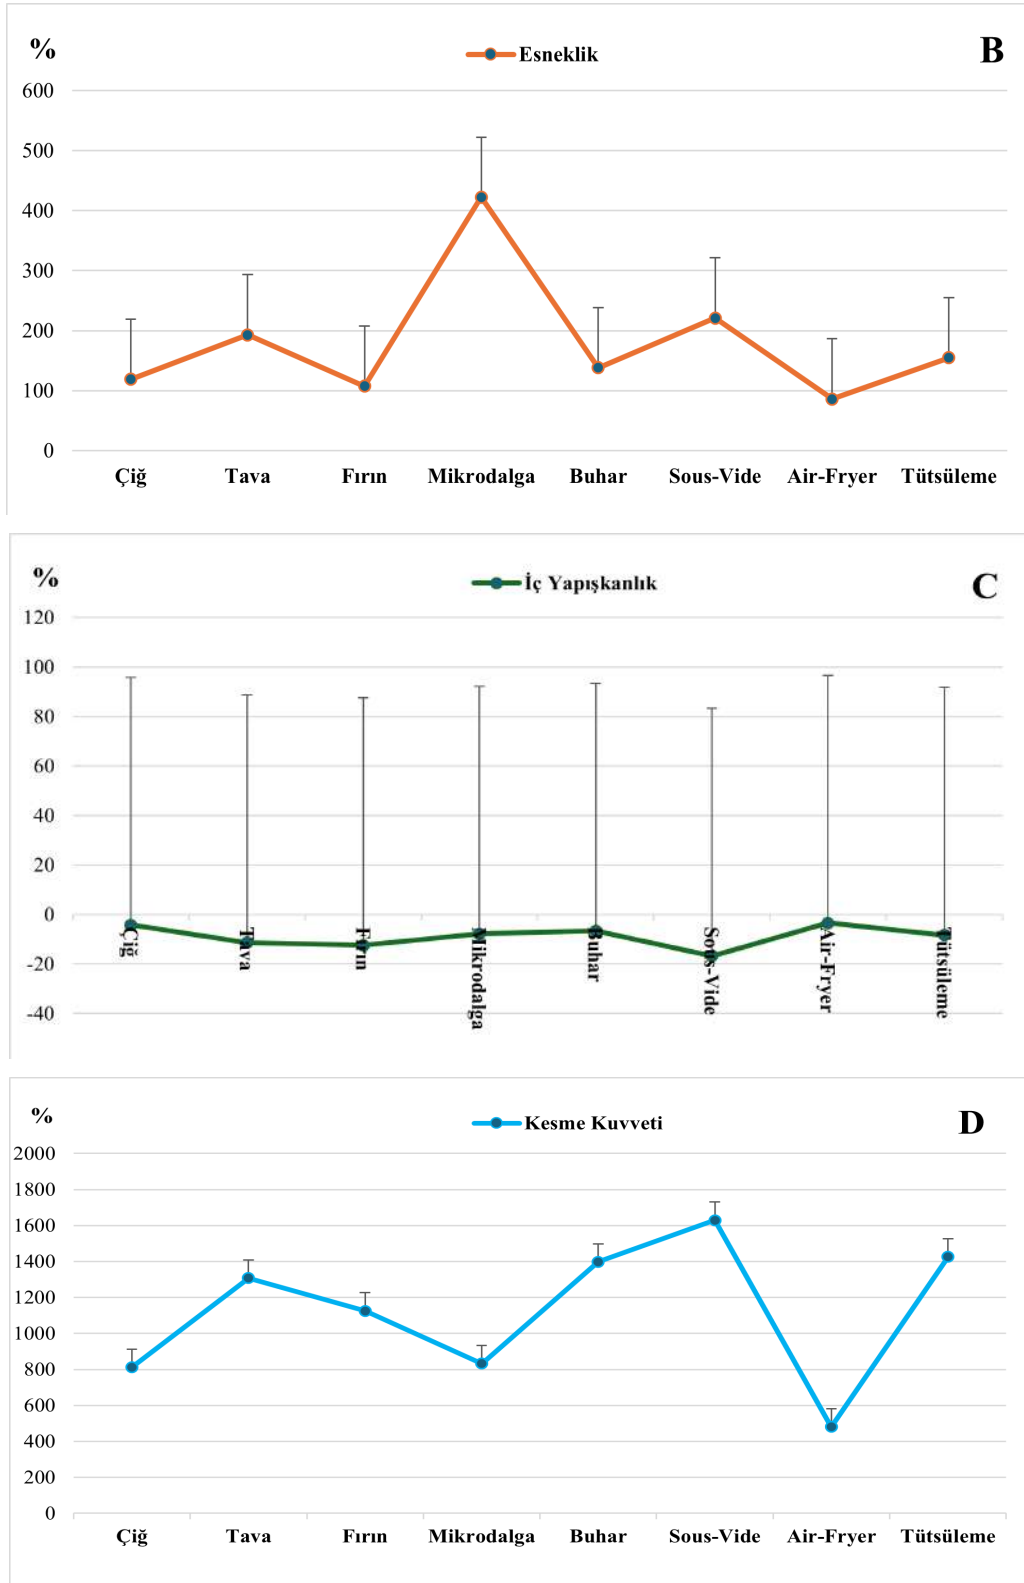 %
Esneklik
B
600
500
400
300
200
100
0
Çiğ Tava Fırın Mikrodalga Buhar Sous-Vide Air-Fryer Tütsüleme
%
İç Yapışkanlık
C
120
100
80
60
40
20
0
-20
-40
Çiğ
Tava
Fırın
Mikrodalga
Buhar
Sous-Vide
Air-Fryer
Tütsüleme
%
Kesme Kuvveti
D
2000
1800
1600
1400
1200
1000
800
600
400
200
0
Çiğ Tava Fırın Mikrodalga Buhar Sous-Vide Air-Fryer Tütsüleme